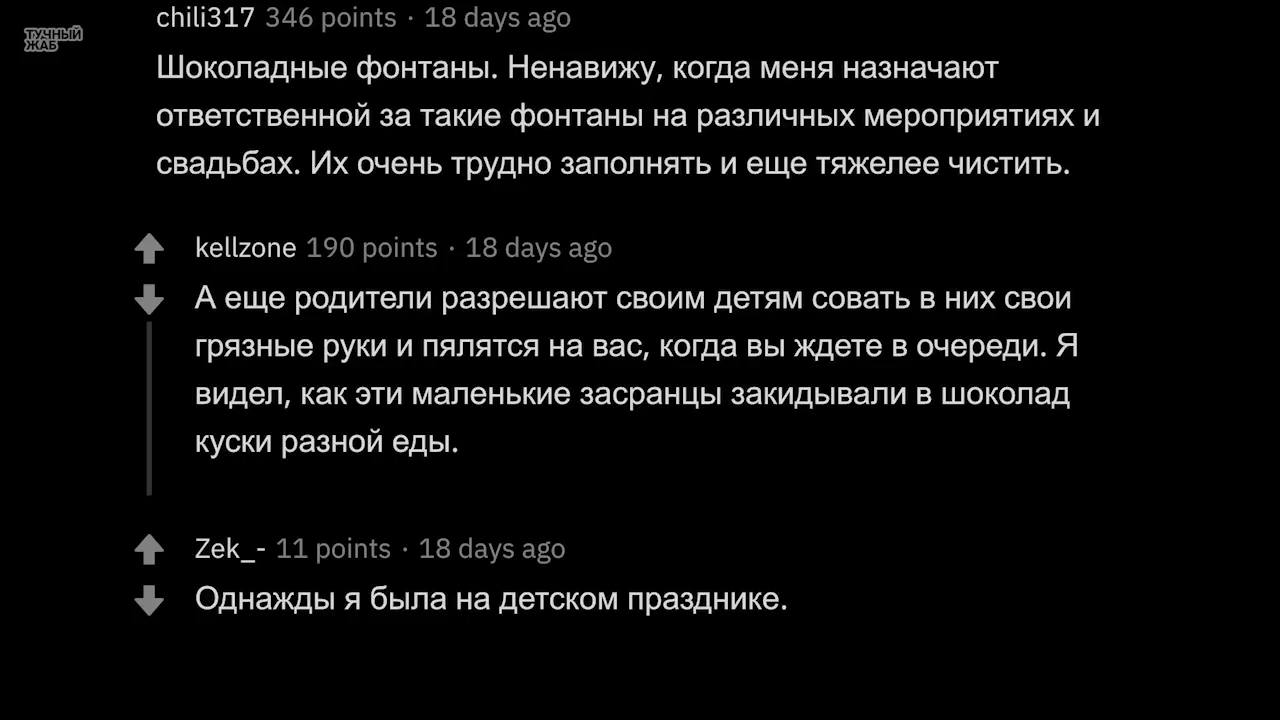 chili317 346 points · 18 days ago
ТУЧНЫЙ
ЖАБ
Шоколадные фонтаны. Ненавижу, когда меня назначают
ответственной за такие фонтаны на различных мероприятиях и
свадьбах. Их очень трудно заполнять и еще тяжелее чистить.
kellzone 190 points · 18 days ago
А еще родители разрешают своим детям совать в них свои
грязные руки и пялятся на вас, когда вы ждете в очереди. Я
видел, как эти маленькие засранцы закидывали в шоколад
куски разной еды.
Zek_- 11 points · 18 days ago
Однажды я была на детском празднике.